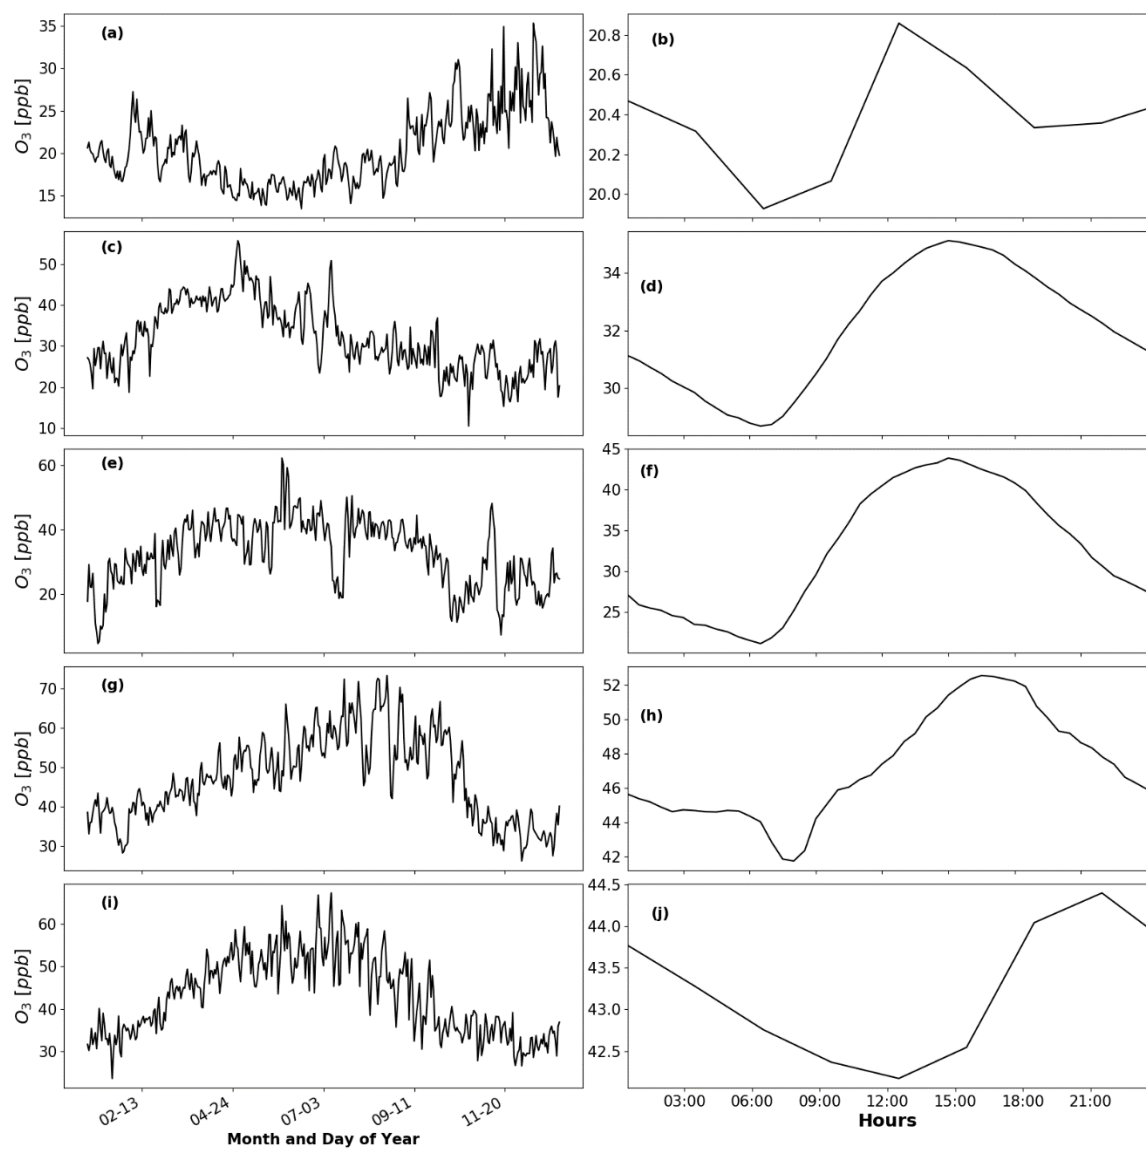 (a)
O3 [ppb]
35
30
25
20
15
(b)
20.8
20.6
20.4
20.2
20.0
(c)
O3 [ppb]
50
40
30
20
10
(d)
34
32
30
(e)
O3 [ppb]
60
40
20
(f)
45
40
35
30
25
(g)
O3 [ppb]
70
60
50
40
30
(h)
52
50
48
46
44
42
(i)
O3 [ppb]
60
50
40
30
(j)
44.5
44.0
43.5
43.0
42.5
02-13 04-24 07-03 09-11 11-20
Month and Day of Year
03:00 06:00 09:00 12:00 15:00 18:00 21:00
Hours